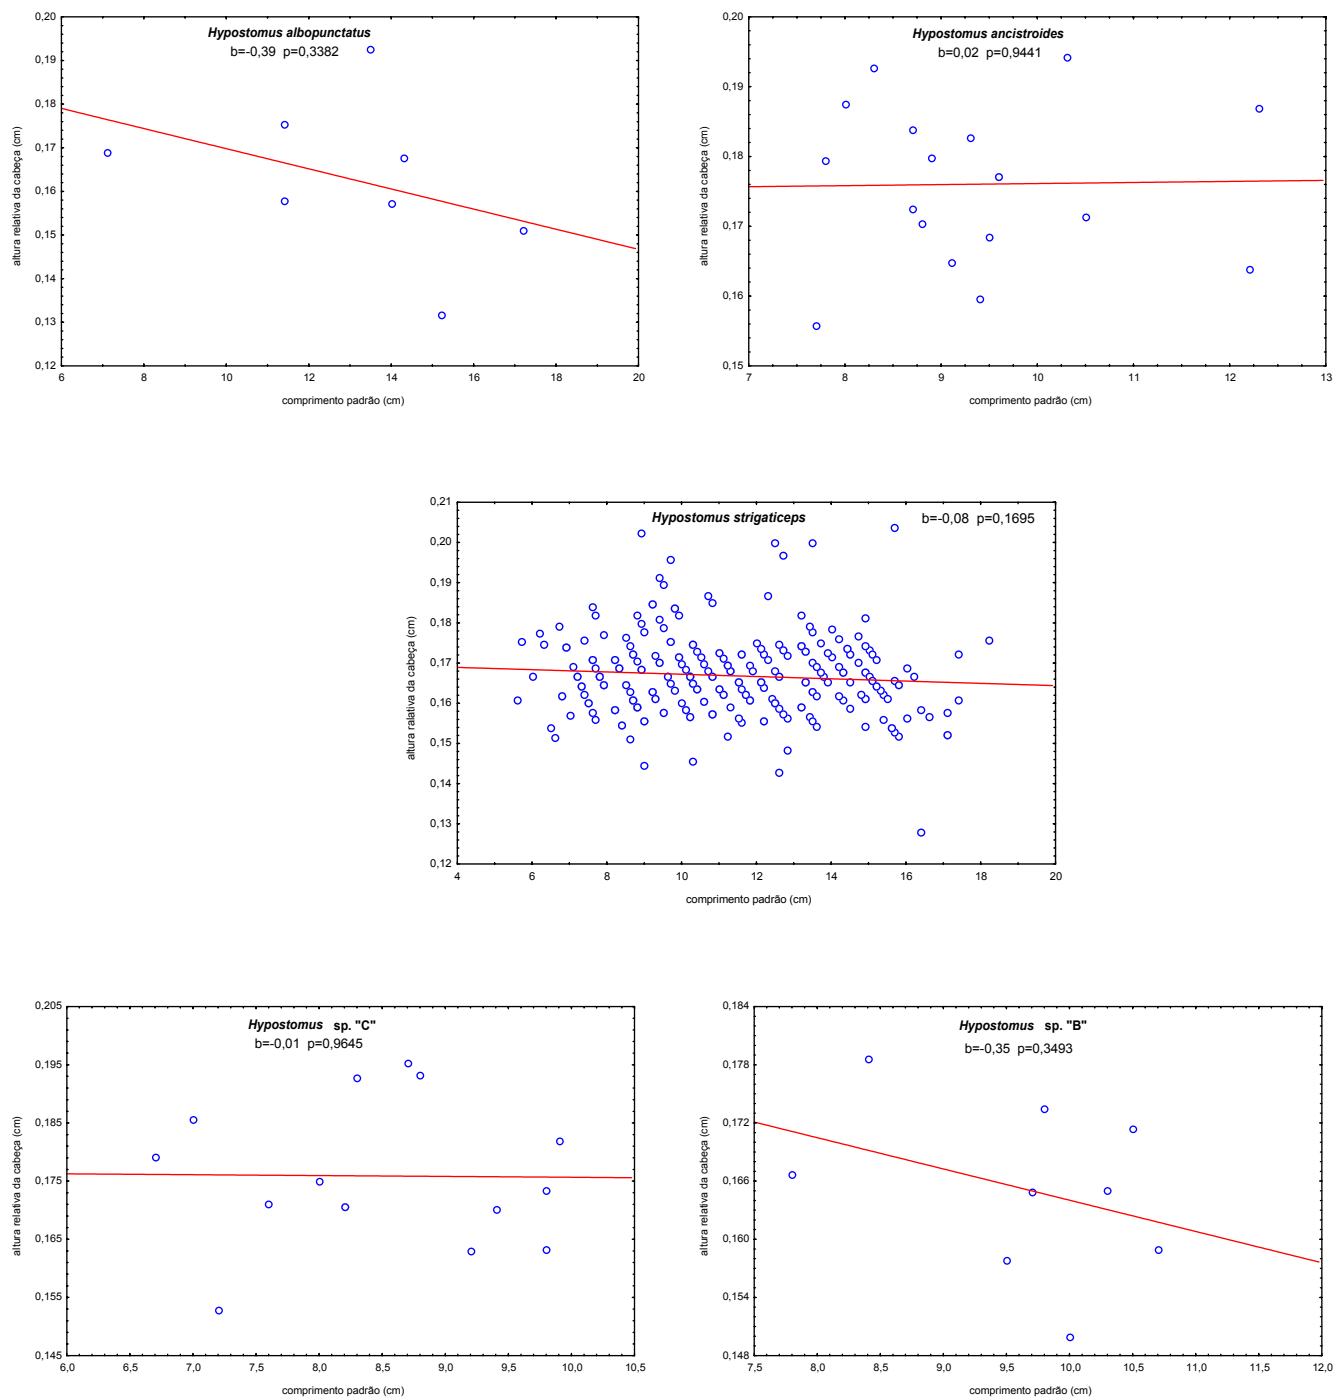 Hypostomus albopunctatus
b=-0,39 p=0,3382
altura relativa da cabeça (cm)
0,20
0,19
0,18
0,17
0,16
0,15
0,14
0,13
0,12
6 8 10 12 14 16 18 20
comprimento padrão (cm)
Hypostomus ancistroides
b=0,02 p=0,9441
altura relativa da cabeça (cm)
0,20
0,19
0,18
0,17
0,16
0,15
7 8 9 10 11 12 13
comprimento padrão (cm)
Hypostomus strigaticeps
b=-0,08 p=0,1695
altura ralativa da cabeça (cm)
0,21
0,20
0,19
0,18
0,17
0,16
0,15
0,14
0,13
0,12
4 6 8 10 12 14 16 18 20
comprimento padrão (cm)
Hypostomus sp. "C"
b=-0,01 p=0,9645
altura relativa da cabeça (cm)
0,205
0,195
0,185
0,175
0,165
0,155
0,145
6,0 6,5 7,0 7,5 8,0 8,5 9,0 9,5 10,0 10,5
comprimento padrão (cm)
Hypostomus sp. "B"
b=-0,35 p=0,3493
altura relativa da cabeça (cm)
0,184
0,178
0,172
0,166
0,160
0,154
0,148
7,5 8,0 8,5 9,0 9,5 10,0 10,5 11,0 11,5 12,0
comprimento padrão (cm)